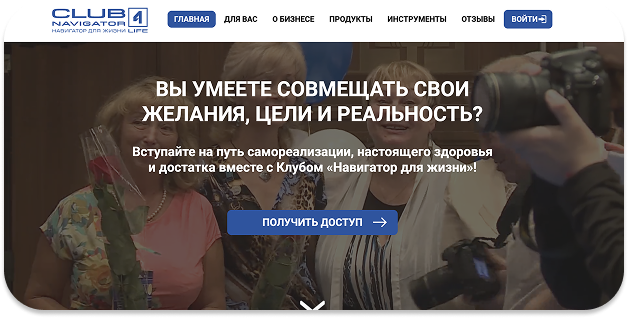 CLUB 4
NAVIGATOR
НАВИГАТОР ДЛЯ ЖИЗНИ LIFE
ГЛАВНАЯ ДЛЯ ВАС О БИЗНЕСЕ ПРОДУКТЫ ИНСТРУМЕНТЫ ОТЗЫВЫ ВОЙТИ
ВЫ УМЕЕТЕ СОВМЕЩАТЬ СВОИ
ЖЕЛАНИЯ, ЦЕЛИ И РЕАЛЬНОСТЬ?
Вступайте на путь самореализации, настоящего здоровья
и достатка вместе с Клубом «Навигатор для жизни»!
ПОЛУЧИТЬ ДОСТУП